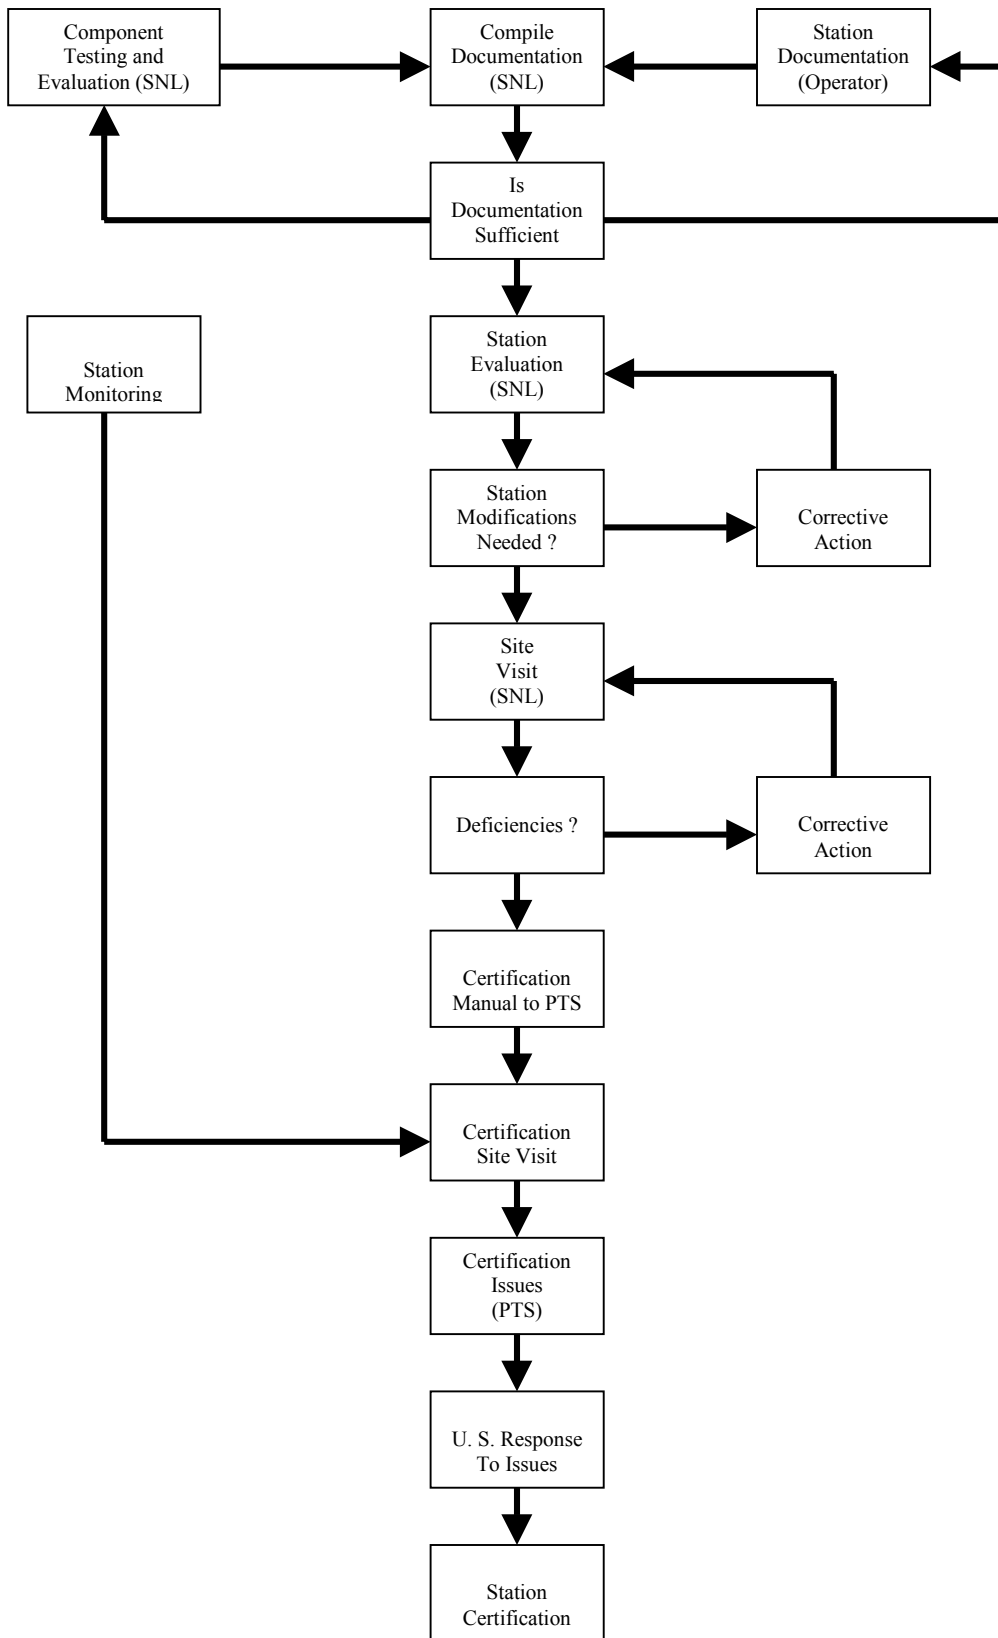 Component
Testing and
Evaluation (SNL)
Compile
Documentation
(SNL)
Station
Documentation
(Operator)
Is
Documentation
Sufficient
Station
Monitoring
Station
Evaluation
(SNL)
Station
Modifications
Needed ?
Corrective
Action
Site
Visit
(SNL)
Deficiencies ?
Corrective
Action
Certification
Manual to PTS
Certification
Site Visit
Certification
Issues
(PTS)
U. S. Response
To Issues
Station
Certification